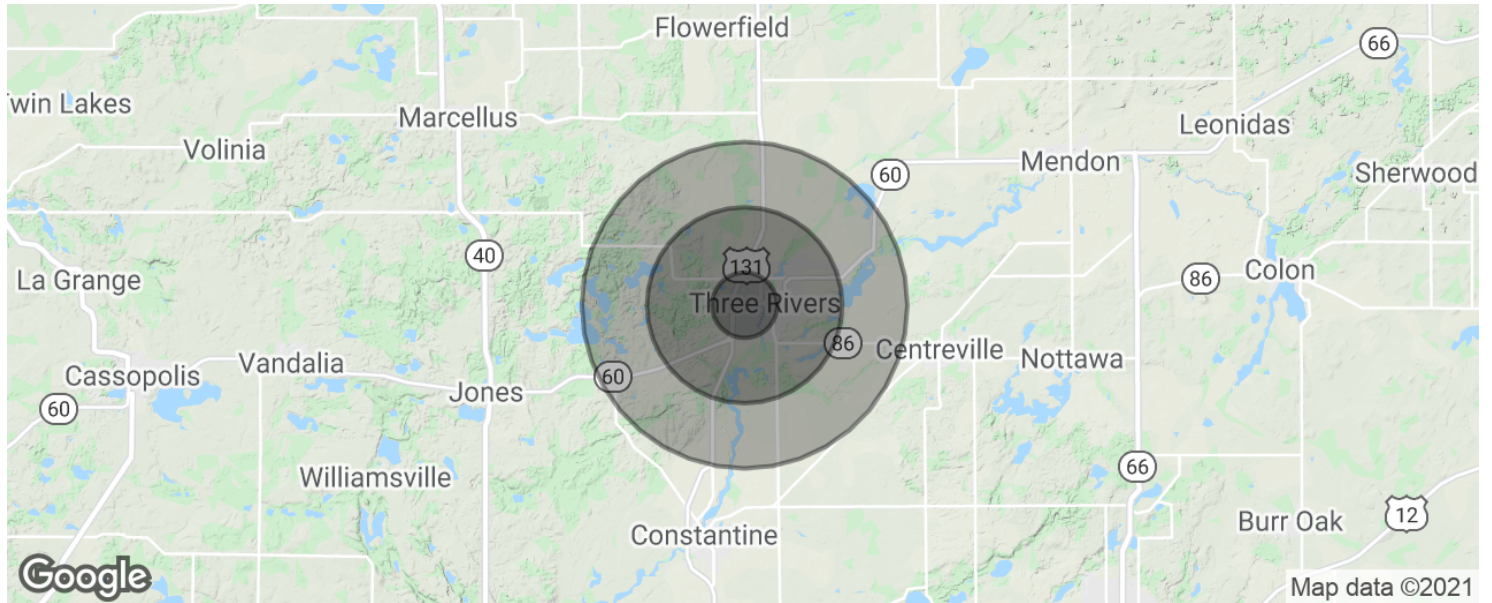 Flowerfield
66
Twin Lakes
Marcellus
Leonidas
Volinia
Mendon
60
Sherwood
40
131
La Grange
Colon
86
Three Rivers
86
Centreville
Vandalia
Nottawa
Cassopolis
60
Jones
60
66
Williamsville
Burr Oak
12
Constantine
Google
Map data ©2021